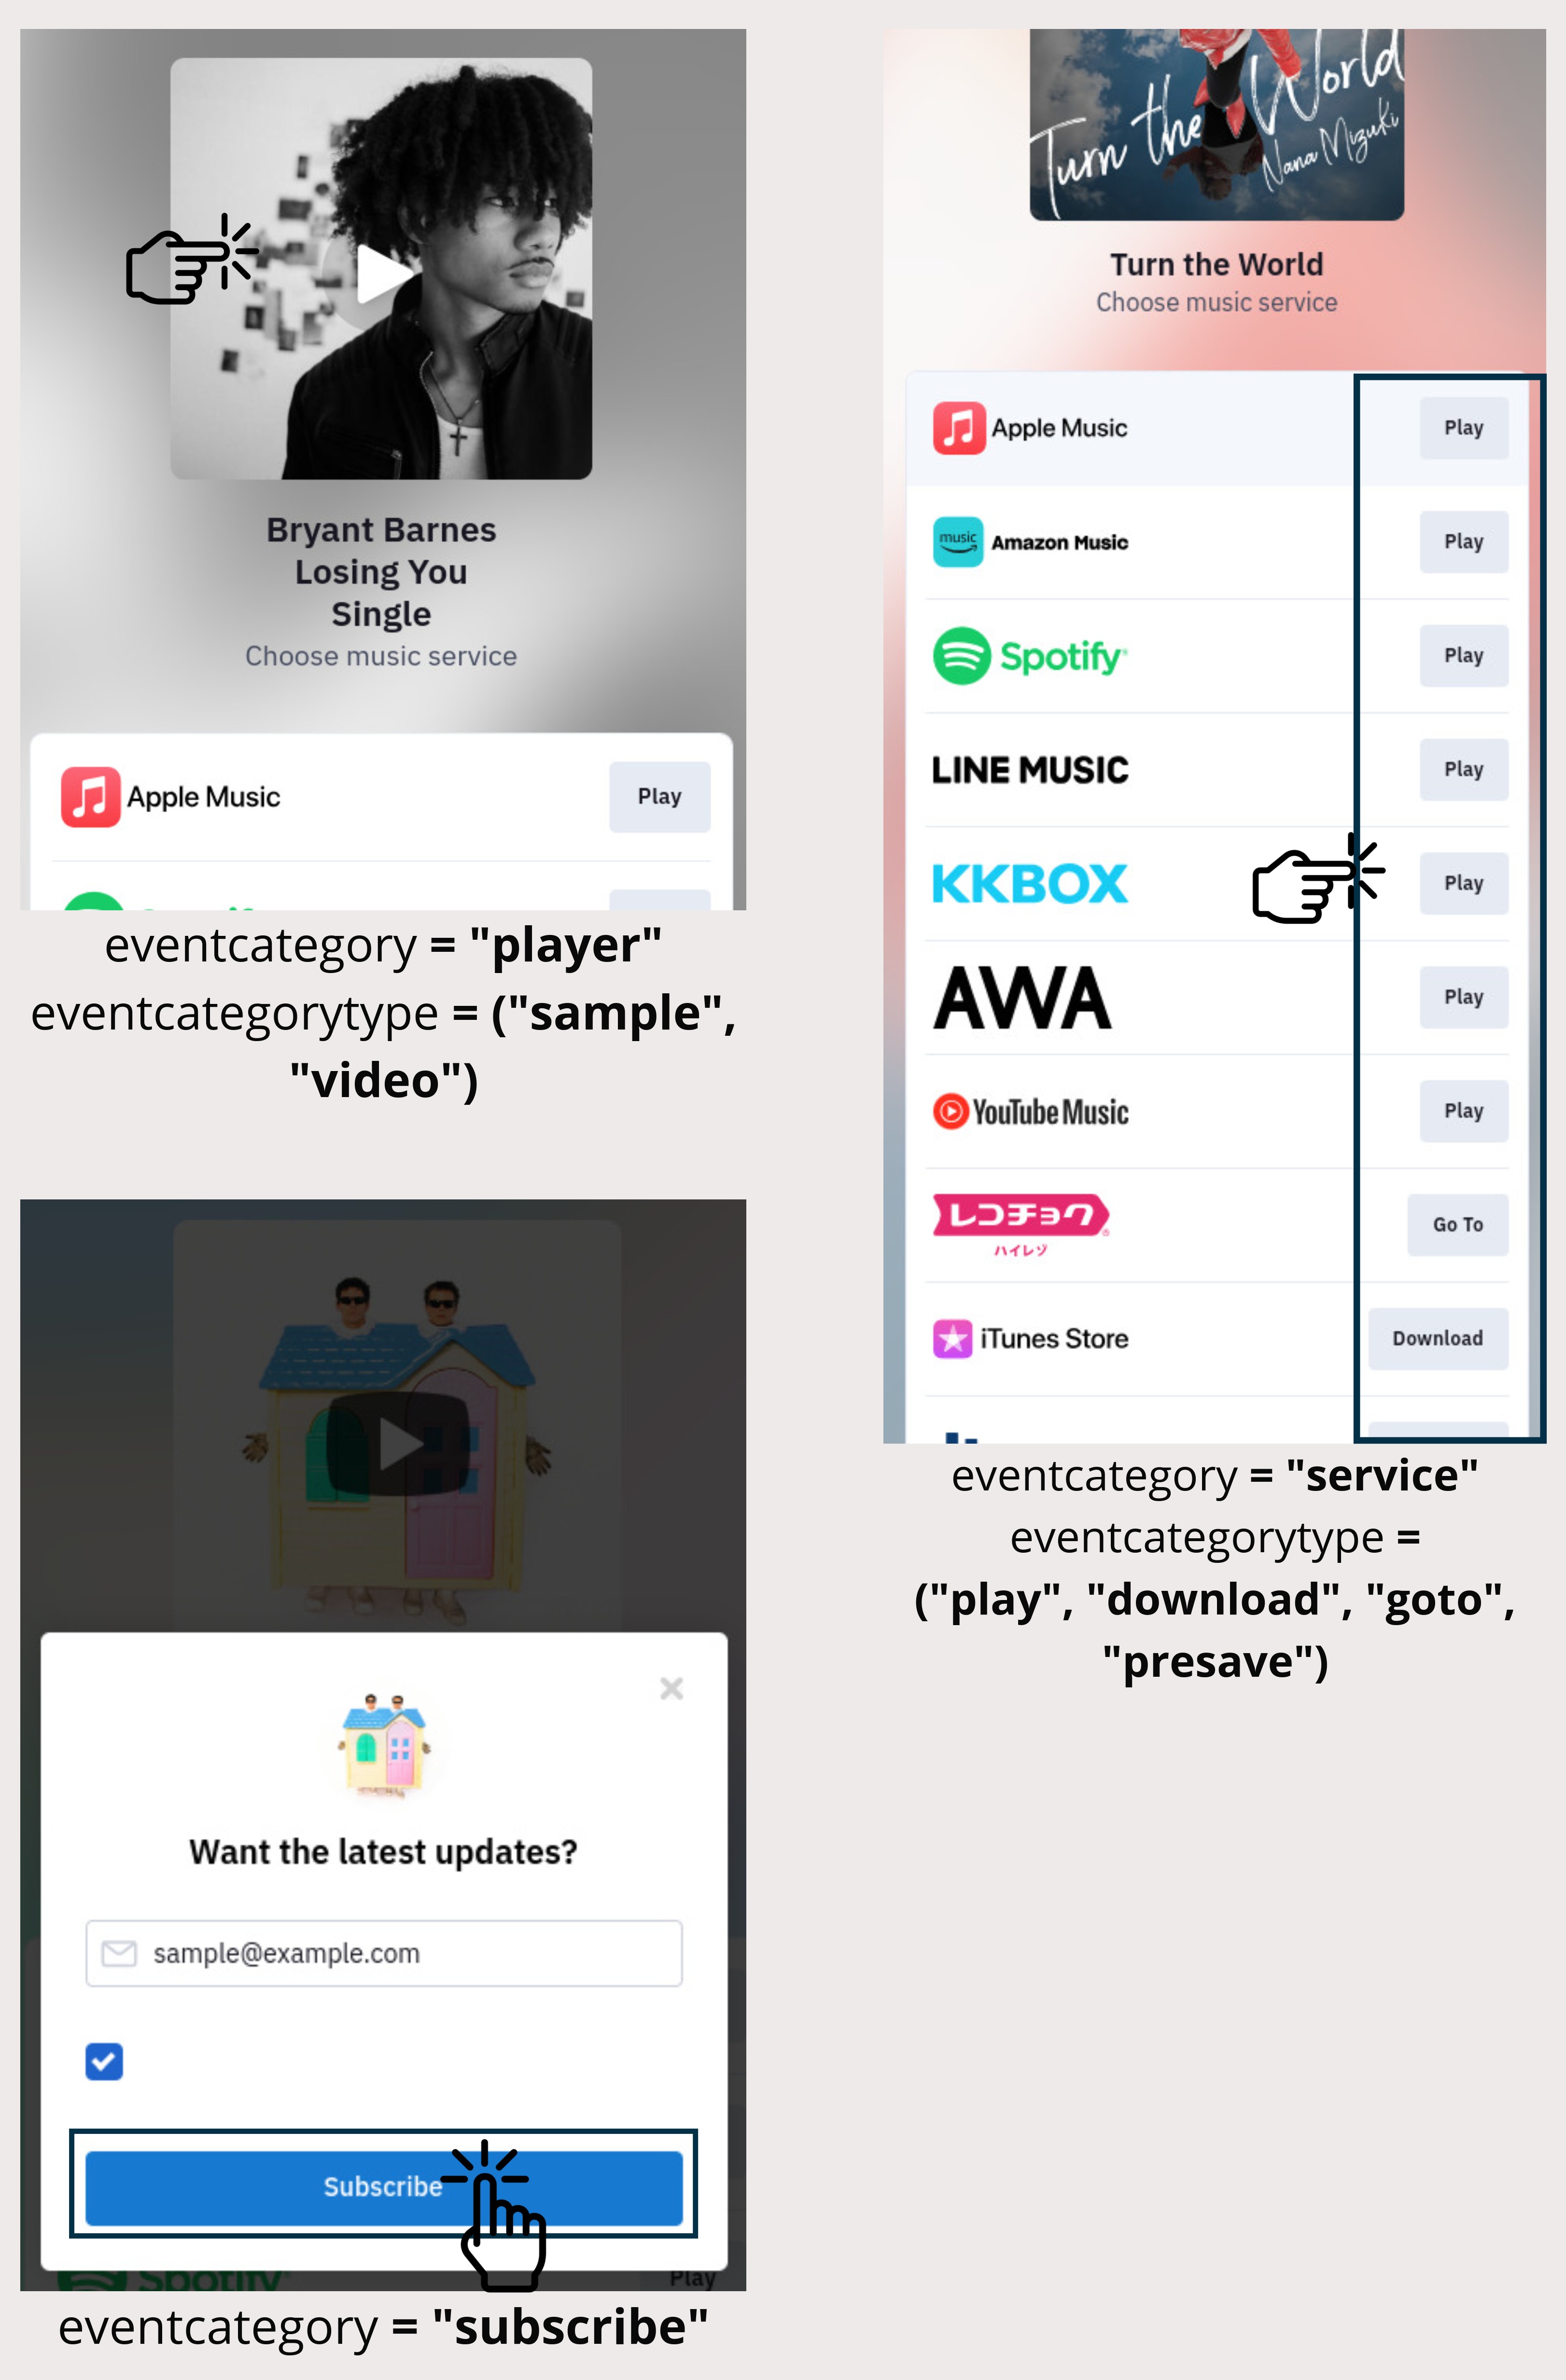 Bryant Barnes
Losing You
Single
Choose music service
Apple Music
Play
eventcategory = "player"
eventcategorytype = ("sample",
"video")
Want the latest updates?
sample@example.com
Subscribe
Spotify
Play
eventcategory = "subscribe"
Turn the World
Nana Mizuki
Turn the World
Choose music service
Apple Music
Play
music
Amazon Music
Play
Spotify
Play
LINE MUSIC
Play
KKBOX
Play
AWA
Play
YouTube Music
Play
レコチョク
ハイレゾ
Go To
iTunes Store
Download
eventcategory = "service"
eventcategorytype =
("play", "download", "goto",
"presave")